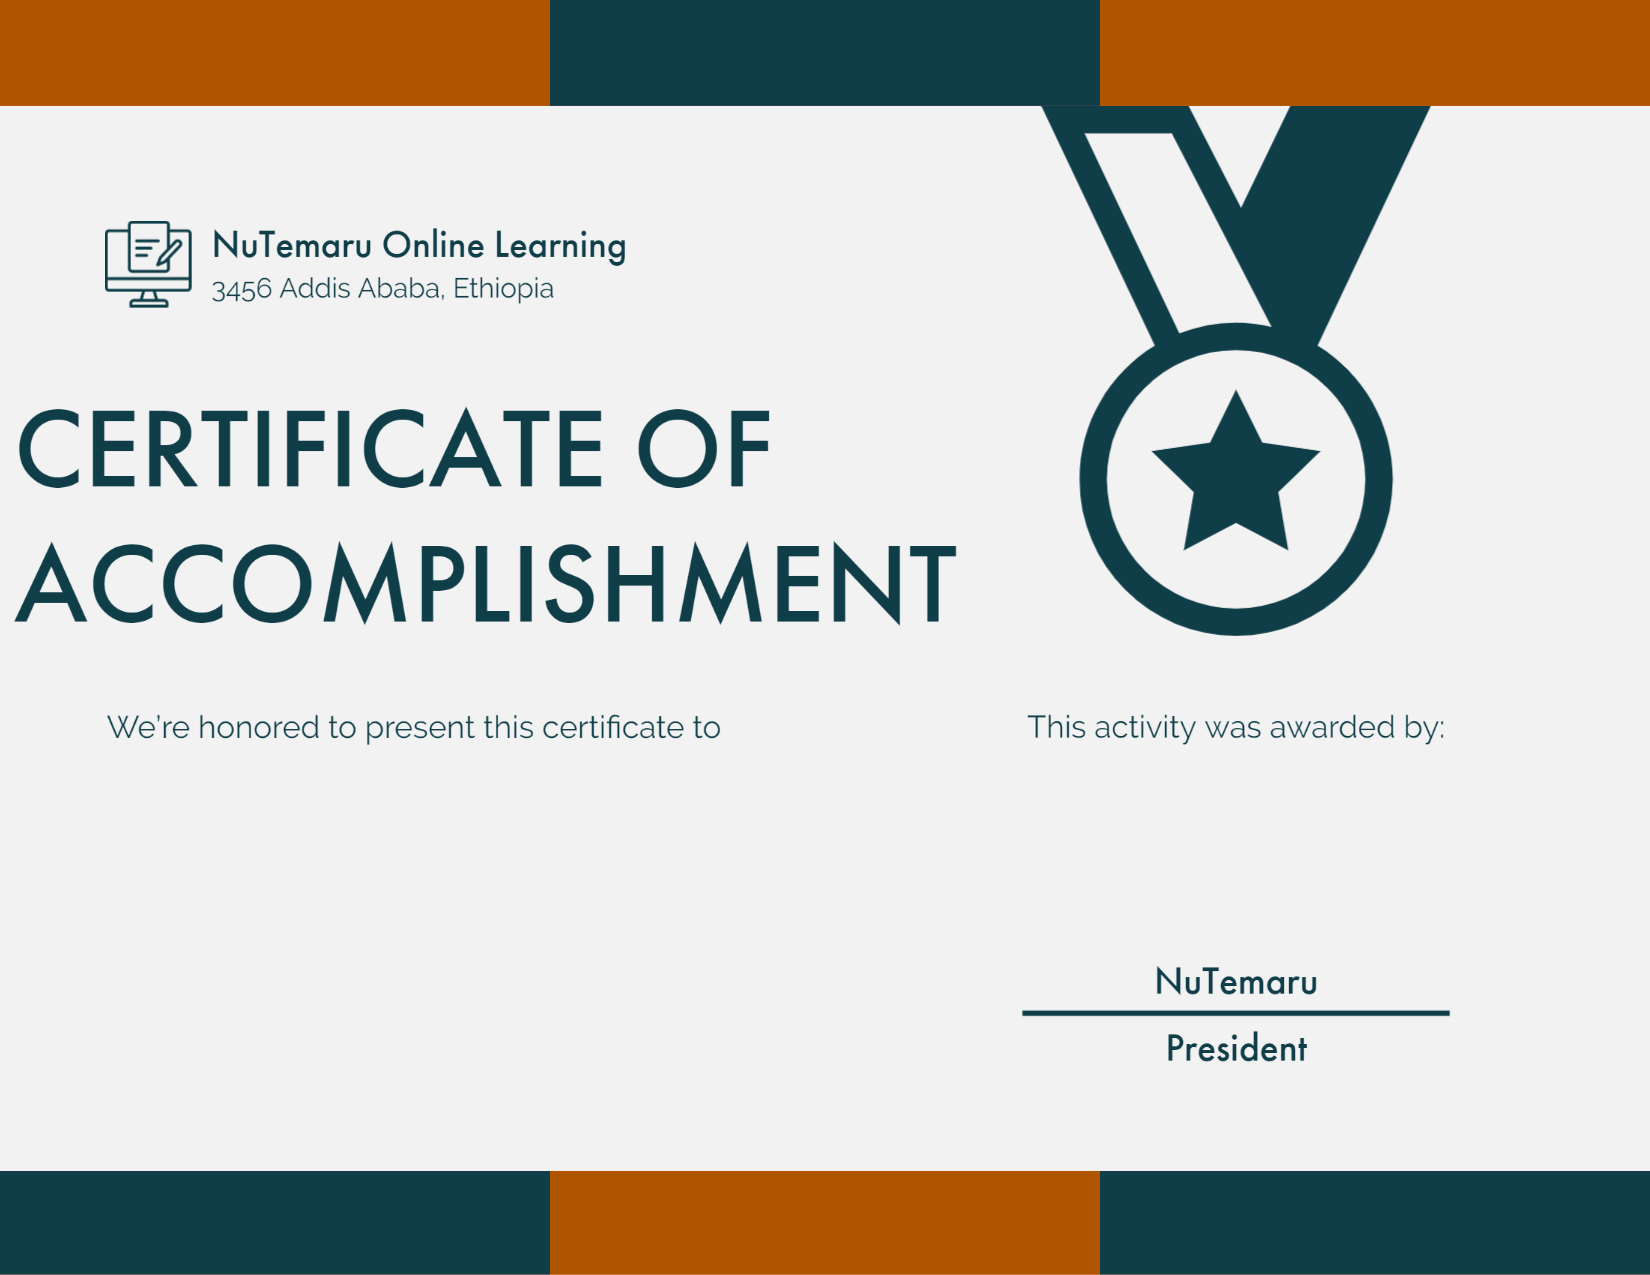 NuTemaru Online Learning
3456 Addis Ababa, Ethiopia
CERTIFICATE OF
ACCOMPLISHMENT
We're honored to present this certificate to
This activity was awarded by:
NuTemaru
President